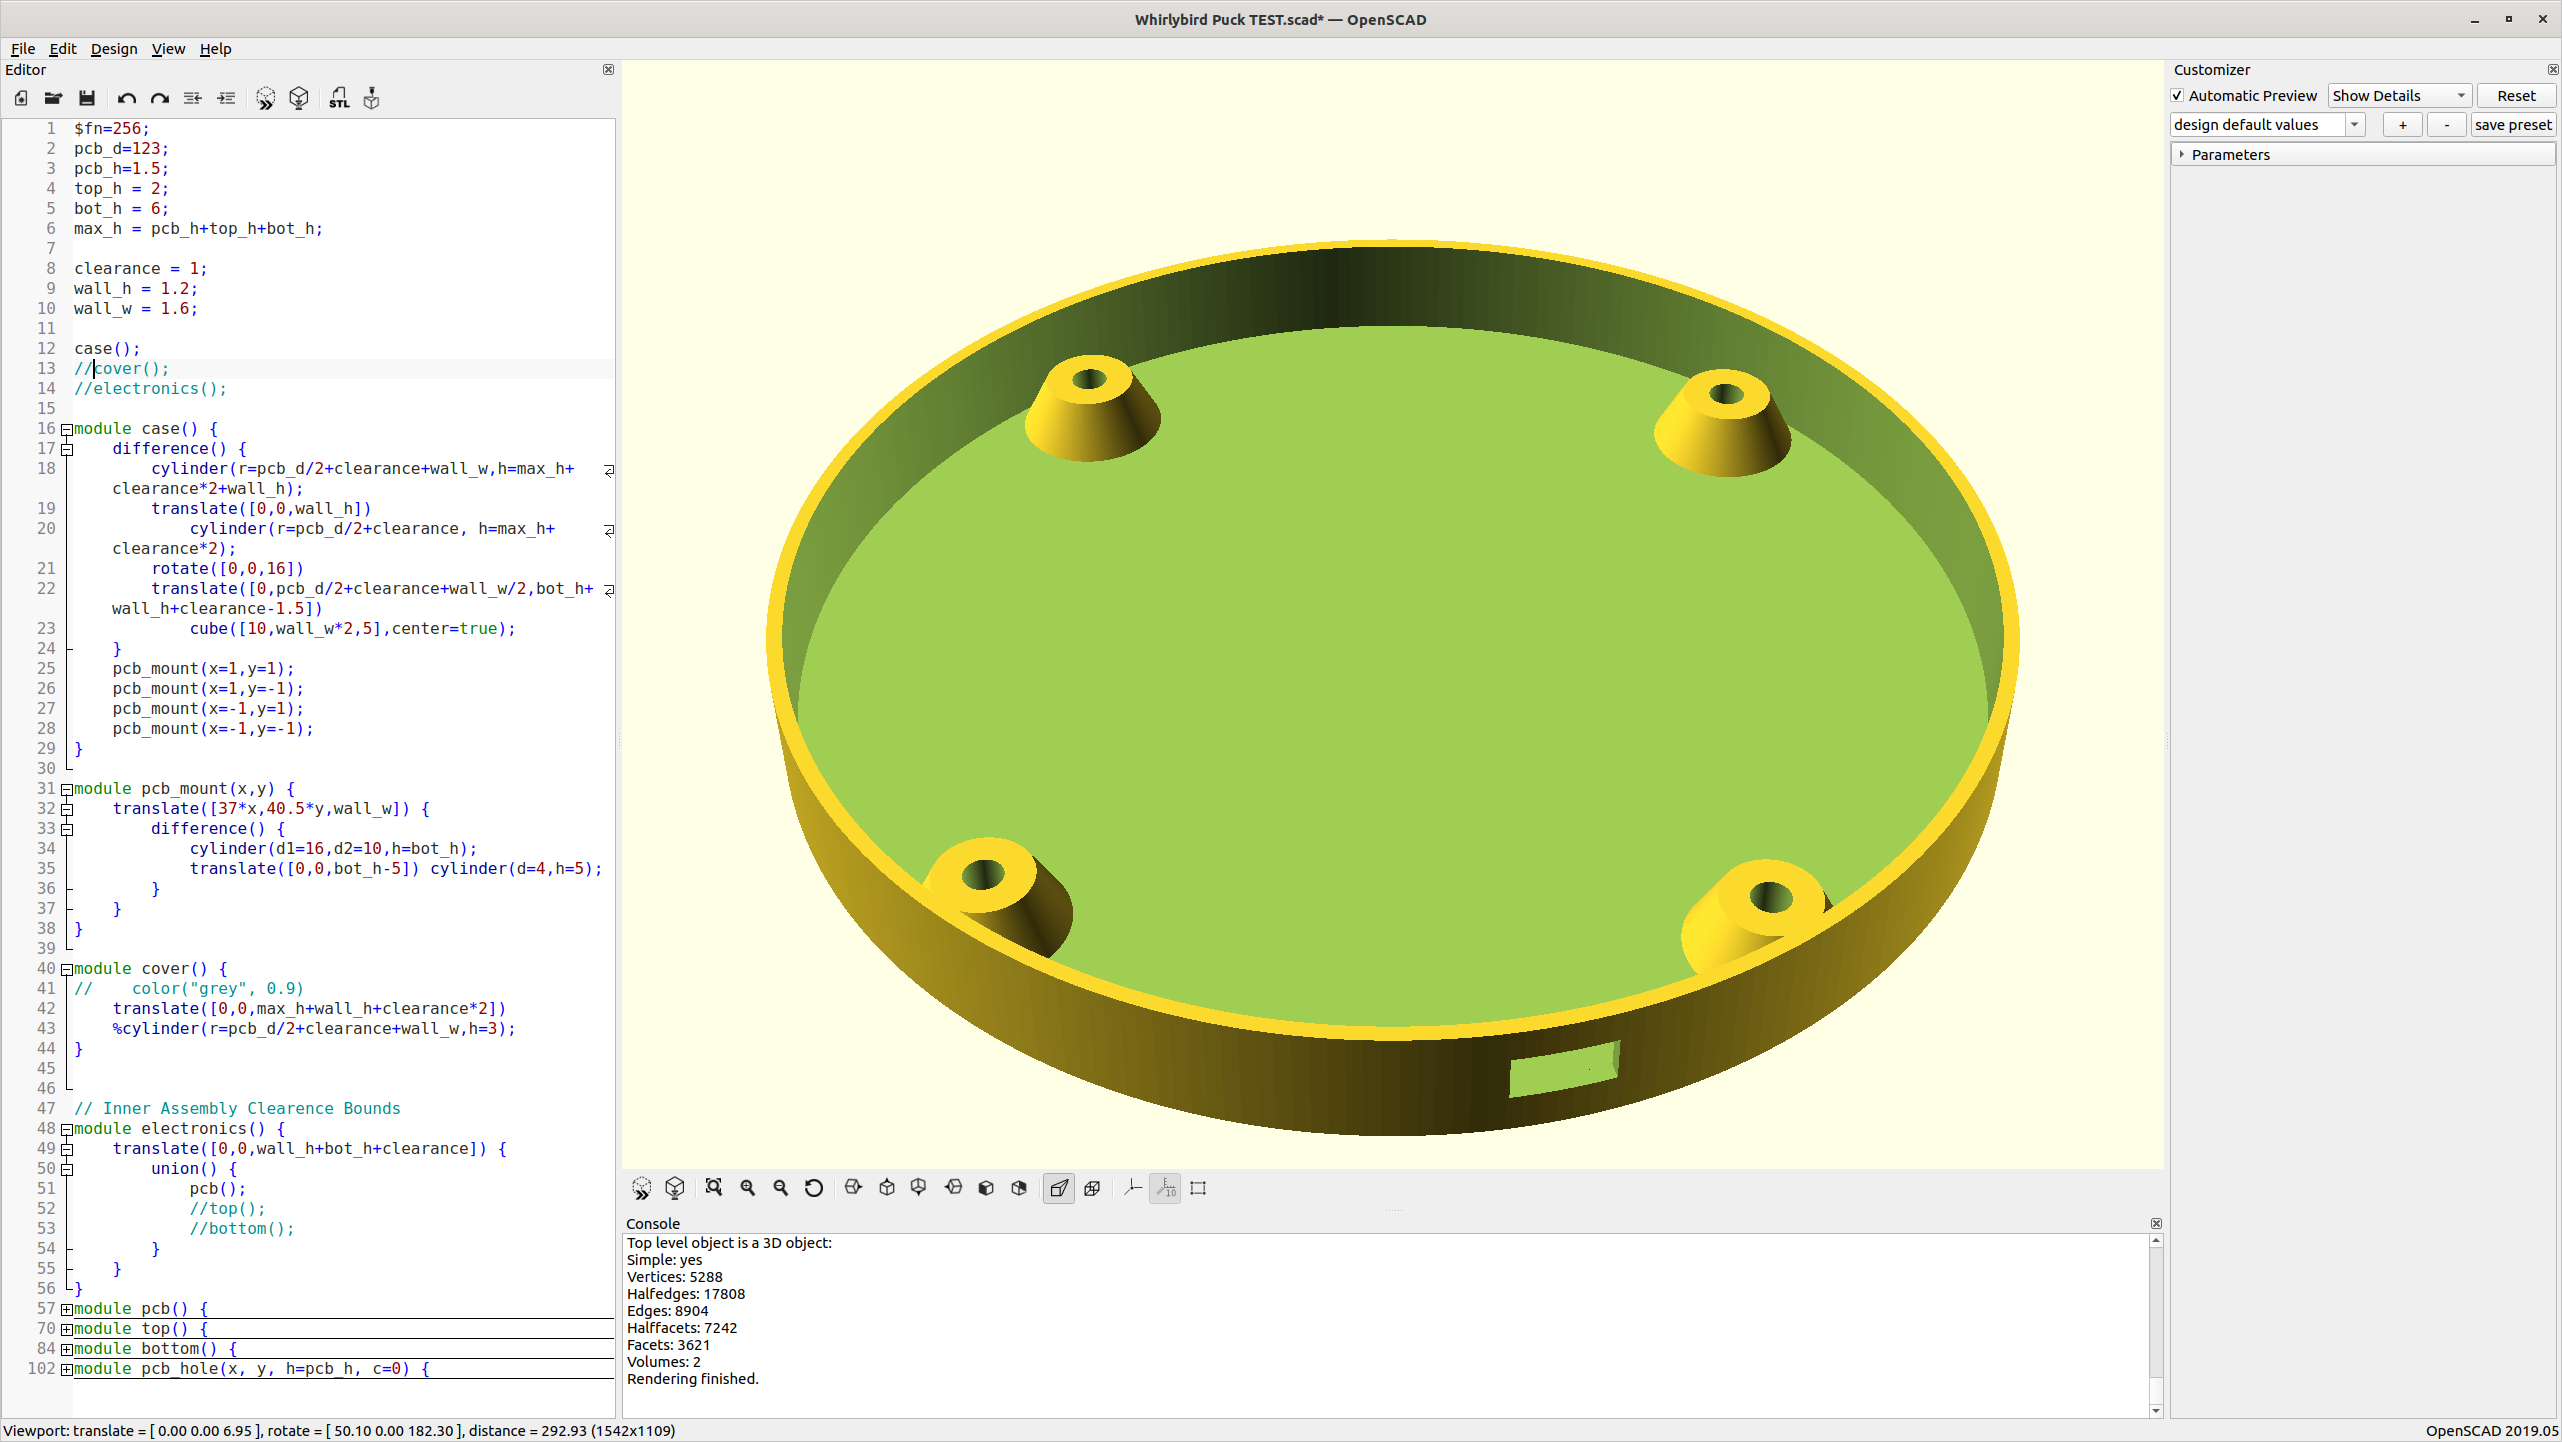 Whirlybird Puck TEST.scad* — OpenSCAD
File Edit Design View Help
Editor
STL
1 $fn=256;
2 pcb_d=123;
3 pcb_h=1.5;
4 top_h = 2;
5 bot_h = 6;
6 max_h = pcb_h+top_h+bot_h;
7
8 clearance = 1;
9 wall_h = 1.2;
10 wall_w = 1.6;
11
12 case();
13 //cover();
14 //electronics();
15
16 module case() {
17 difference() {
18 cylinder(r=pcb_d/2+clearance+wall_w,h=max_h+
clearance*2+wall_h);
19 translate([0,0,wall_h])
20 cylinder(r=pcb_d/2+clearance, h=max_h+
clearance*2);
21 rotate([0,0,16])
22 translate([0,pcb_d/2+clearance+wall_w/2,bot_h+
wall_h+clearance-1.5])
23 cube([10,wall_w*2,5],center=true);
24 }
25 pcb_mount(x=1,y=1);
26 pcb_mount(x=1,y=-1);
27 pcb_mount(x=-1,y=1);
28 pcb_mount(x=-1,y=-1);
29 }
30
31 module pcb_mount(x,y) {
32 translate([37*x,40.5*y,wall_w]) {
33 difference() {
34 cylinder(d1=16,d2=10,h=bot_h);
35 translate([0,0,bot_h-5]) cylinder(d=4,h=5);
36 }
37 }
38 }
39
40 module cover() {
41 // color("grey", 0.9)
42 translate([0,0,max_h+wall_h+clearance*2])
43 %cylinder(r=pcb_d/2+clearance+wall_w,h=3);
44 }
45
46
47 // Inner Assembly Clearence Bounds
48 module electronics() {
49 translate([0,0,wall_h+bot_h+clearance]) {
50 union() {
51 pcb();
52 //top();
53 //bottom();
54 }
55 }
56 }
57 module pcb() {
70 module top() {
84 module bottom() {
102 module pcb_hole(x, y, h=pcb_h, c=0) {
10
Console
Top level object is a 3D object:
Simple: yes
Vertices: 5288
Halfedges: 17808
Edges: 8904
Halffacets: 7242
Facets: 3621
Volumes: 2
Rendering finished.
Customizer
Automatic Preview Show Details Reset
design default values + - save preset
Parameters
Viewport: translate = [ 0.00 0.00 6.95 ], rotate = [ 50.10 0.00 182.30 ], distance = 292.93 (1542x1109)
OpenSCAD 2019.05